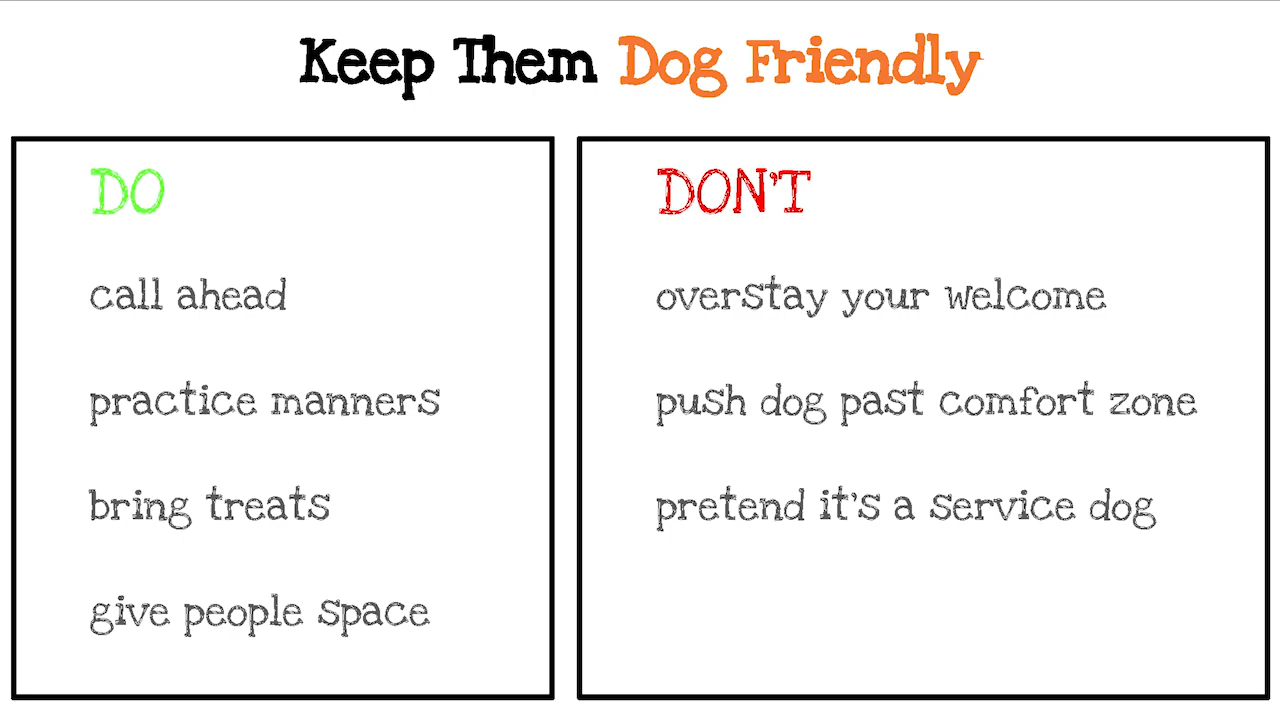 Keep Them Dog Friendly
DO
call ahead
practice manners
bring treats
give people space
DON'T
overstay your welcome
push dog past comfort zone
pretend it's a service dog